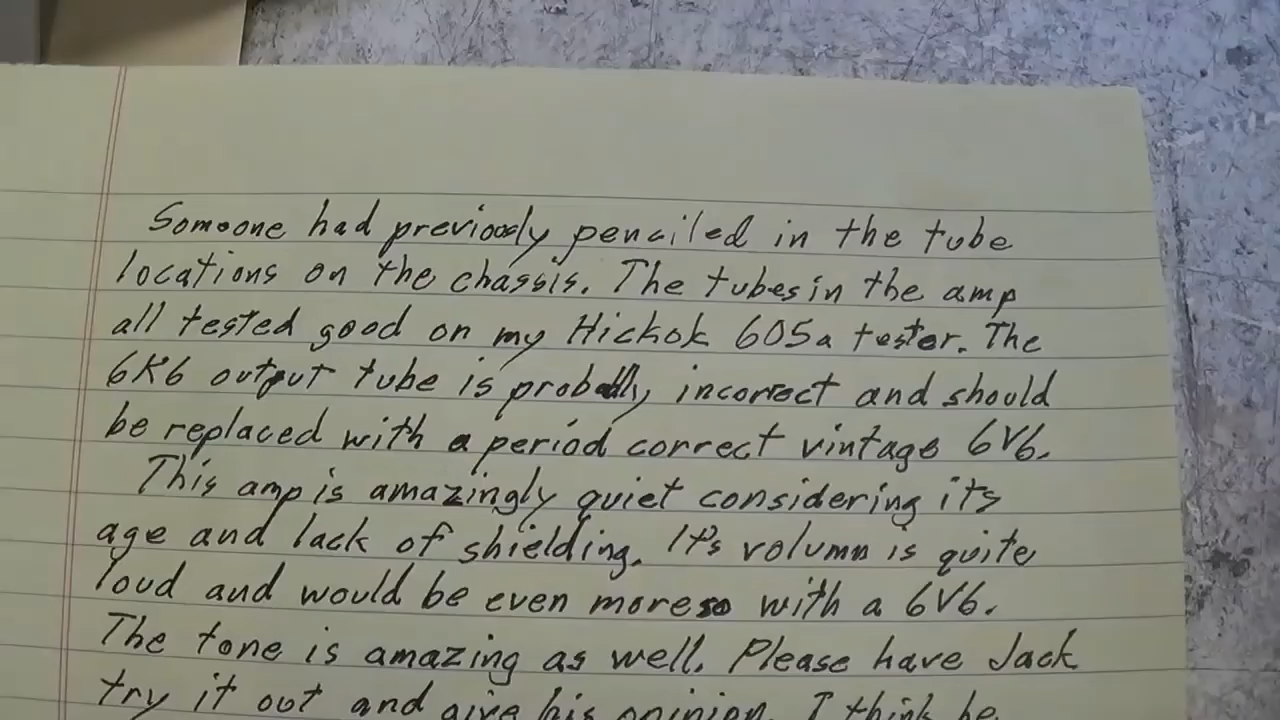 Someone had previously penciled in the tube
locations on the chassis. The tubes in the amp
all tested good on my Hickok 605a tester. The
6K6 output tube is probably incorrect and should
be replaced with a period correct vintage 6V6.
This amp is amazingly quiet considering its
age and lack of shielding. It's volumn is quite
loud and would be even more so with a 6V6.
The tone is amazing as well. Please have Jack
try it out and give his opinion. I think he